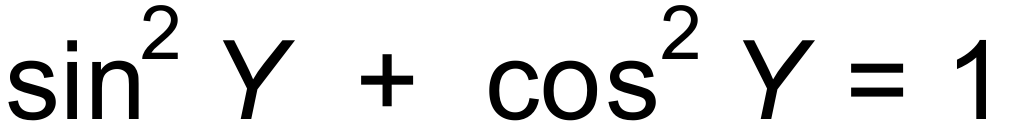 sin² Y + cos² Y = 1